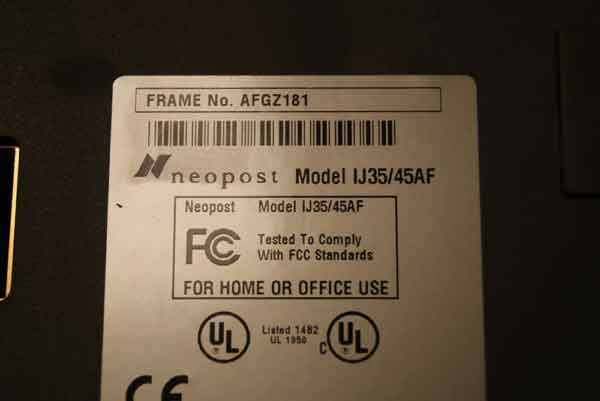 FRAME No. AFGZ181
neopost Model IJ35/45AF
Neopost Model IJ35/45AF
FC Tested To Comply
With FCC Standards
FOR HOME OR OFFICE USE
UL Listed 1482 C UL
UL 1950
CE